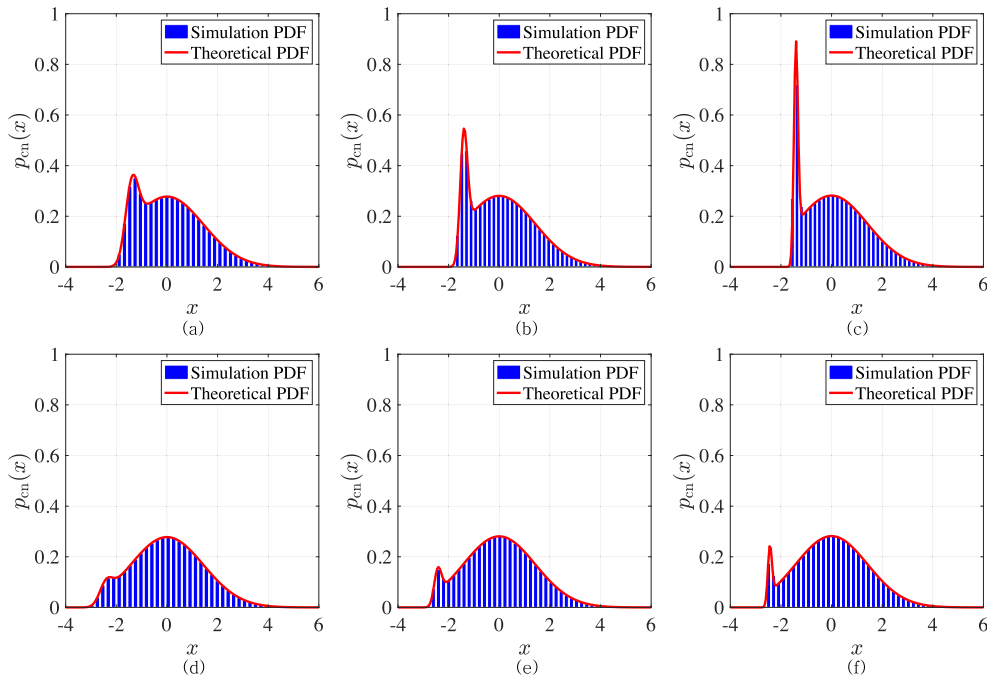 Simulation PDF
Theoretical PDF
p_cn(x)
1
0.8
0.6
0.4
0.2
0
-4 -2 0 2 4 6
x
(a)
Simulation PDF
Theoretical PDF
p_cn(x)
1
0.8
0.6
0.4
0.2
0
-4 -2 0 2 4 6
x
(b)
Simulation PDF
Theoretical PDF
p_cn(x)
1
0.8
0.6
0.4
0.2
0
-4 -2 0 2 4 6
x
(c)
Simulation PDF
Theoretical PDF
p_cn(x)
1
0.8
0.6
0.4
0.2
0
-4 -2 0 2 4 6
x
(d)
Simulation PDF
Theoretical PDF
p_cn(x)
1
0.8
0.6
0.4
0.2
0
-4 -2 0 2 4 6
x
(e)
Simulation PDF
Theoretical PDF
p_cn(x)
1
0.8
0.6
0.4
0.2
0
-4 -2 0 2 4 6
x
(f)